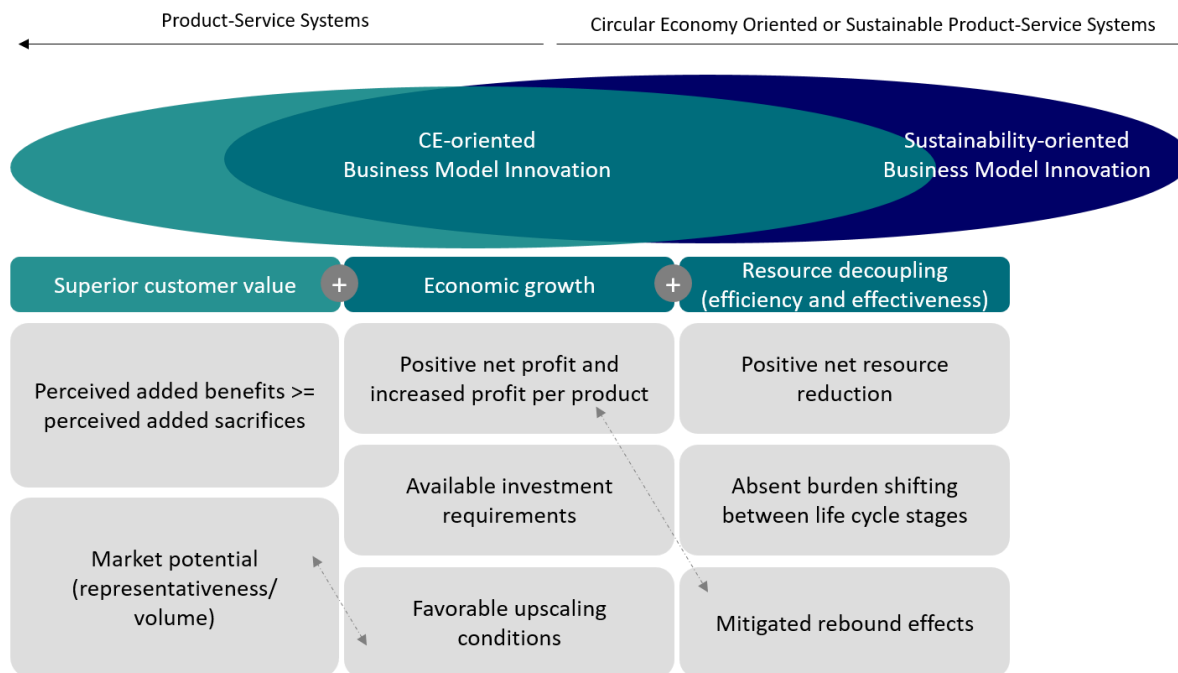 Product-Service Systems
Circular Economy Oriented or Sustainable Product-Service Systems
CE-oriented
Business Model Innovation
Sustainability-oriented
Business Model Innovation
Superior customer value
+
Economic growth
+
Resource decoupling
(efficiency and effectiveness)
Perceived added benefits >=
perceived added sacrifices
Market potential
(representativeness/
volume)
Positive net profit and
increased profit per product
Available investment
requirements
Favorable upscaling
conditions
Positive net resource
reduction
Absent burden shifting
between life cycle stages
Mitigated rebound effects